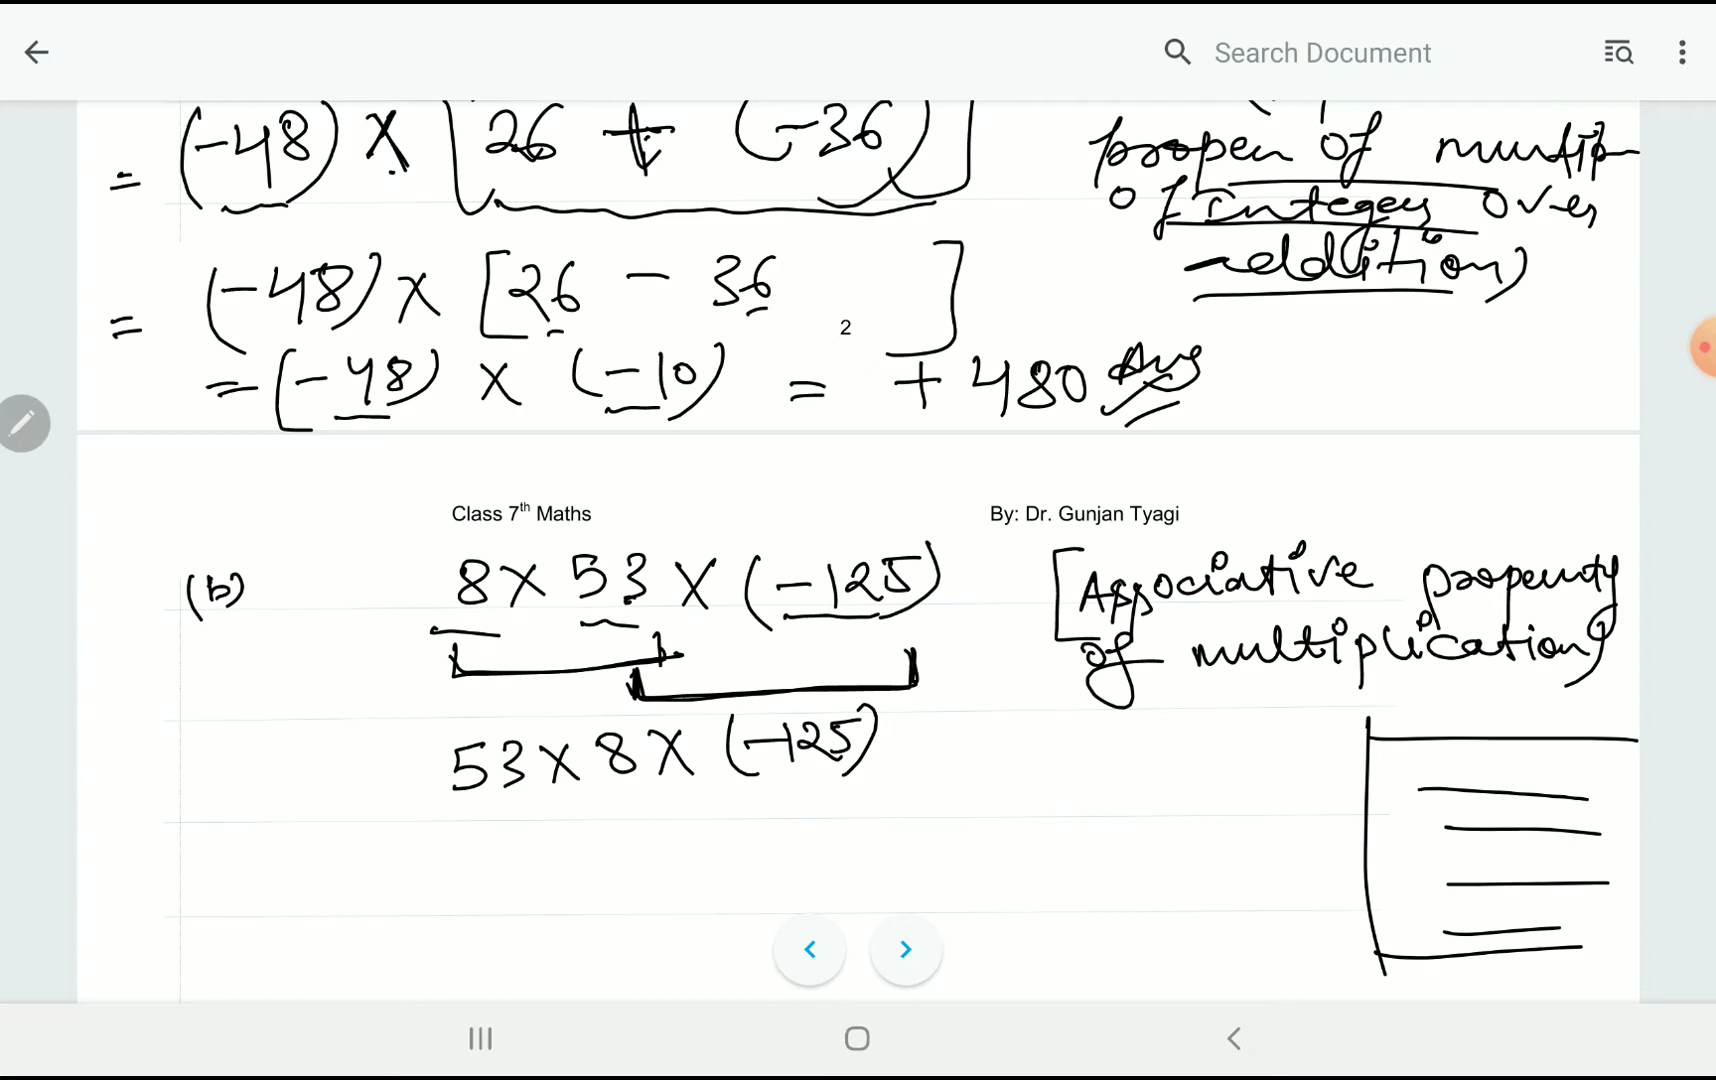 Search Document
= (-48) × [26 + (-36)]
propen of multip
of integers over
addition)
= (-48) × [26 - 36 ]
2
= (-48) × (-10) = + 480 Ans
Class 7th Maths By: Dr. Gunjan Tyagi
(b) 8 × 53 × (-125) [Associative property
of multiplication]
53 × 8 × (-125)